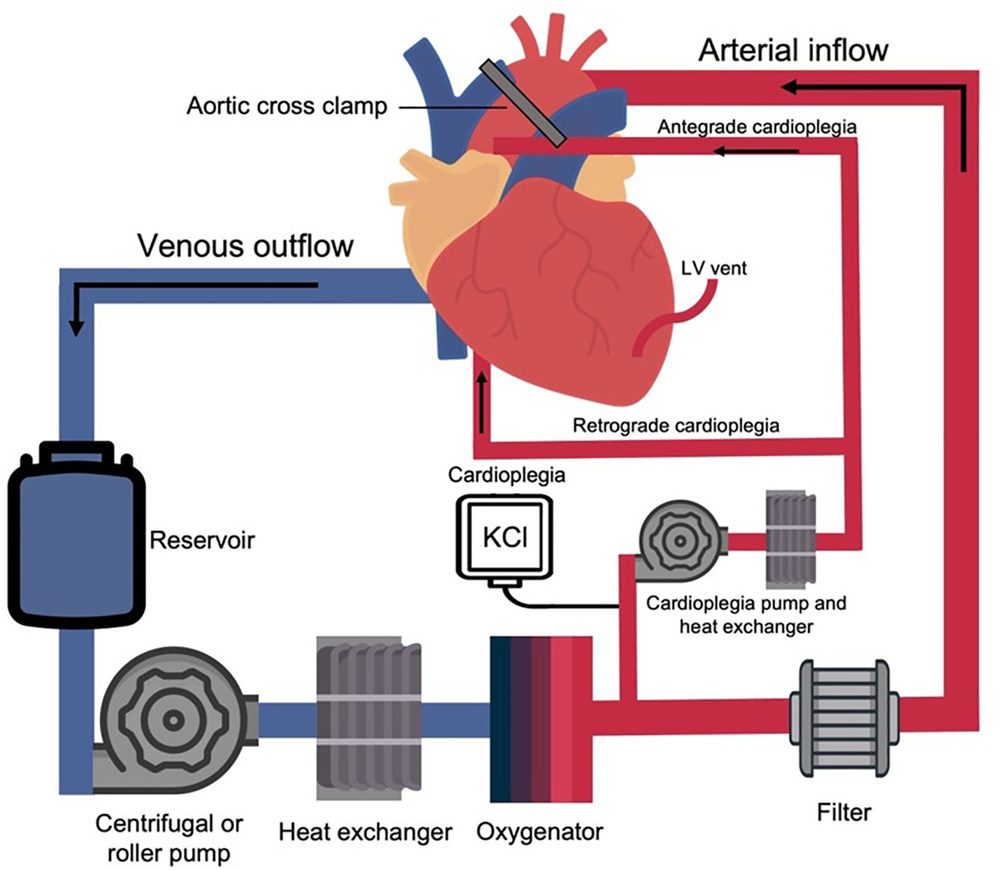 Arterial inflow
Aortic cross clamp
Antegrade cardioplegia
Venous outflow
LV vent
Retrograde cardioplegia
Cardioplegia
KCl
Reservoir
Cardioplegia pump and
heat exchanger
Centrifugal or
roller pump
Heat exchanger
Oxygenator
Filter